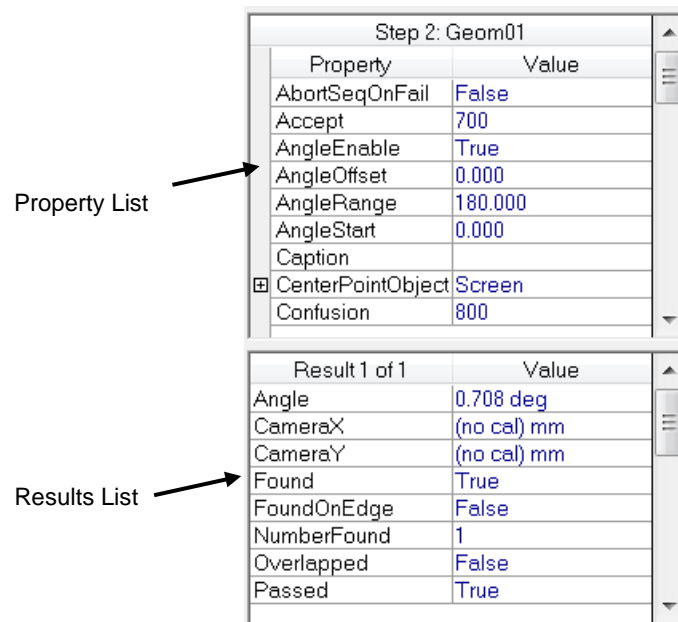 Step 2: Geom01
Property Value
AbortSeqOnFail False
Accept 700
AngleEnable True
AngleOffset 0.000
AngleRange 180.000
AngleStart 0.000
Caption
CenterPointObject Screen
Confusion 800
Property List
Result 1 of 1 Value
Angle 0.708 deg
CameraX (no cal) mm
CameraY (no cal) mm
Found True
FoundOnEdge False
NumberFound 1
Overlapped False
Passed True
Results List